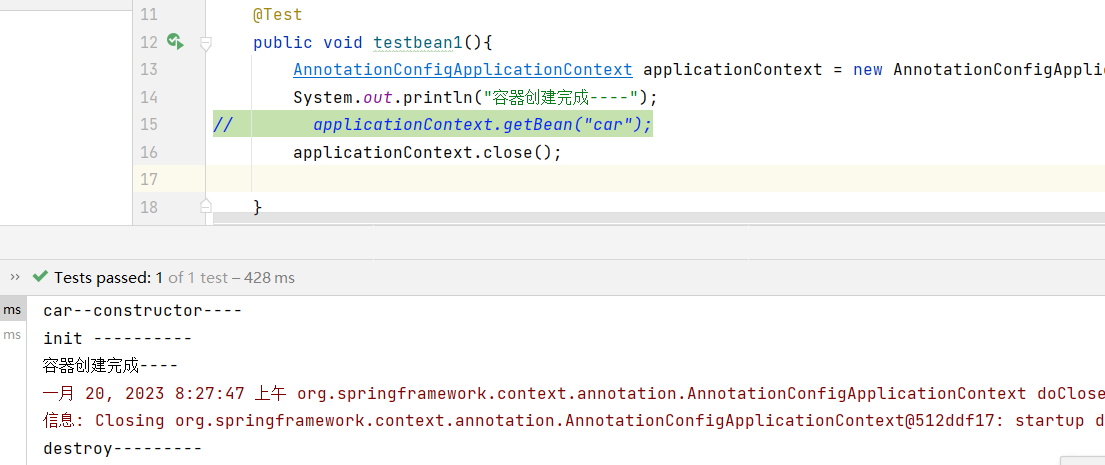 11 @Test
12 public void testbean1(){
13 AnnotationConfigApplicationContext applicationContext = new AnnotationConfigAppli
14 System.out.println("容器创建完成----");
15 // applicationContext.getBean("car");
16 applicationContext.close();
17
18 }
›› Tests passed: 1 of 1 test – 428 ms
ms car--constructor----
ms init ----------
容器创建完成----
一月 20, 2023 8:27:47 上午 org.springframework.context.annotation.AnnotationConfigApplicationContext doClose
信息: Closing org.springframework.context.annotation.AnnotationConfigApplicationContext@512ddf17: startup d
destroy---------